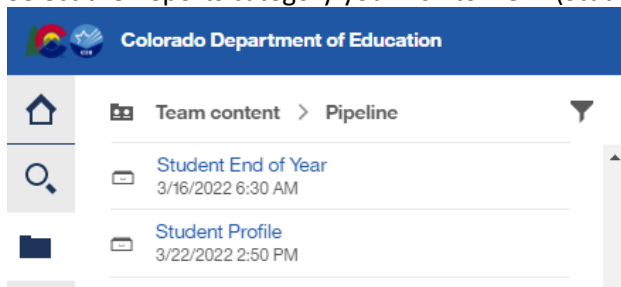 Colorado Department of Education
Team content > Pipeline
Student End of Year
3/16/2022 6:30 AM
Student Profile
3/22/2022 2:50 PM